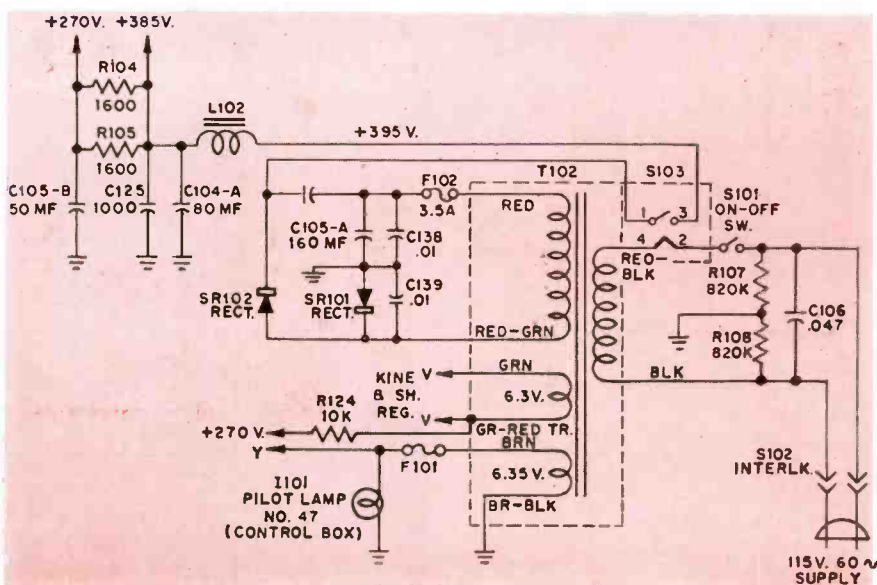 +270V. +385V.
R104
1600
R105
1600
L102
+395 V.
C105-B
50 MF
C125
1000
C104-A
80 MF
C105-A
160 MF
F102
3.5A
RED
C138
.01
C139
.01
SR102
RECT.
SR101
RECT.
RED-GRN
T102
S103
1 3
4 2
RED
BLK
S101
ON-OFF
SW.
R107
820K
R108
820K
C106
.047
BLK
GRN
KINE
& SH.
REG.
V
V
6.3V.
R124
10K
GR-RED TR.
+270 V.
Y
BRN
F101
6.35 V.
I101
PILOT LAMP
NO. 47
(CONTROL BOX)
BR-BLK
S102
INTERLK.
115V. 60 ~
SUPPLY